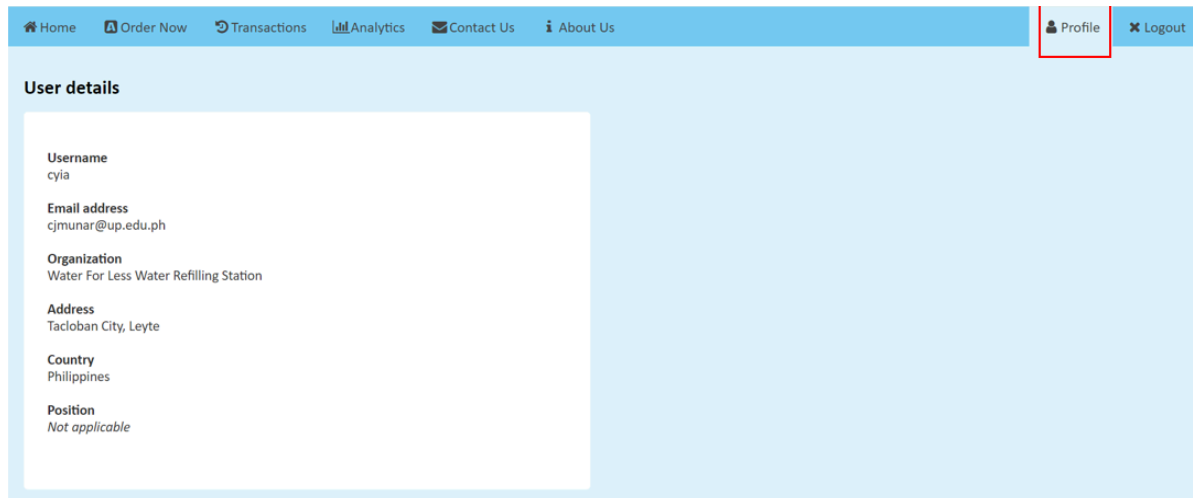 Home Order Now Transactions Analytics Contact Us About Us Profile Logout
User details
Username
cyia
Email address
cjmunar@up.edu.ph
Organization
Water For Less Water Refilling Station
Address
Tacloban City, Leyte
Country
Philippines
Position
Not applicable